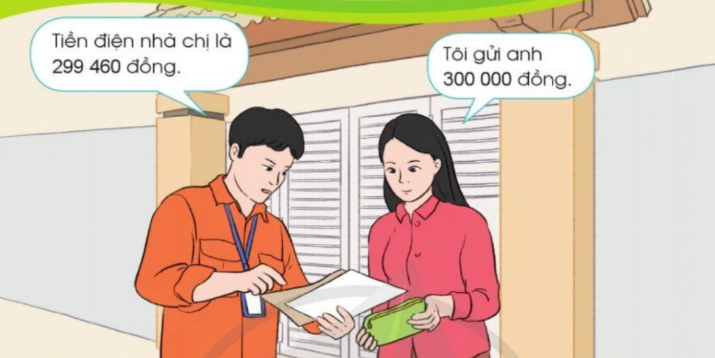 Tiền điện nhà chị là
299 460 đồng.
Tôi gửi anh
300 000 đồng.